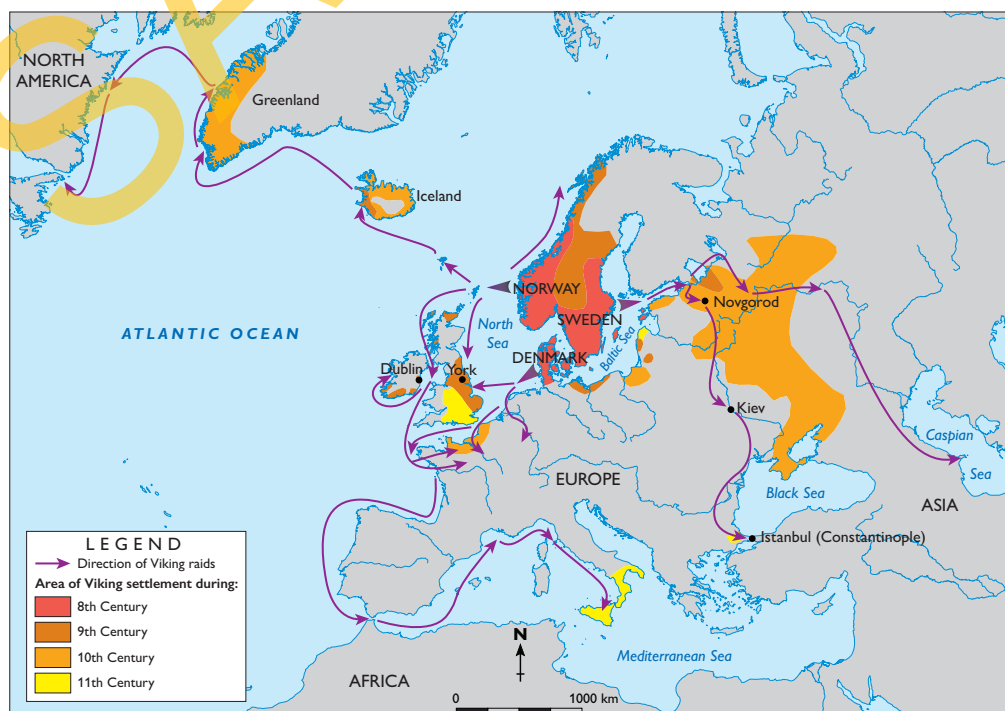 NORTH
AMERICA
Greenland
Iceland
ATLANTIC OCEAN
North
Sea
NORWAY
SWEDEN
DENMARK
Baltic Sea
Dublin
York
Novgorod
Kiev
EUROPE
Caspian
Sea
Black Sea
ASIA
Istanbul (Constantinople)
Mediterranean Sea
AFRICA
N
0 1000 km
LEGEND
Direction of Viking raids
Area of Viking settlement during:
8th Century
9th Century
10th Century
11th Century